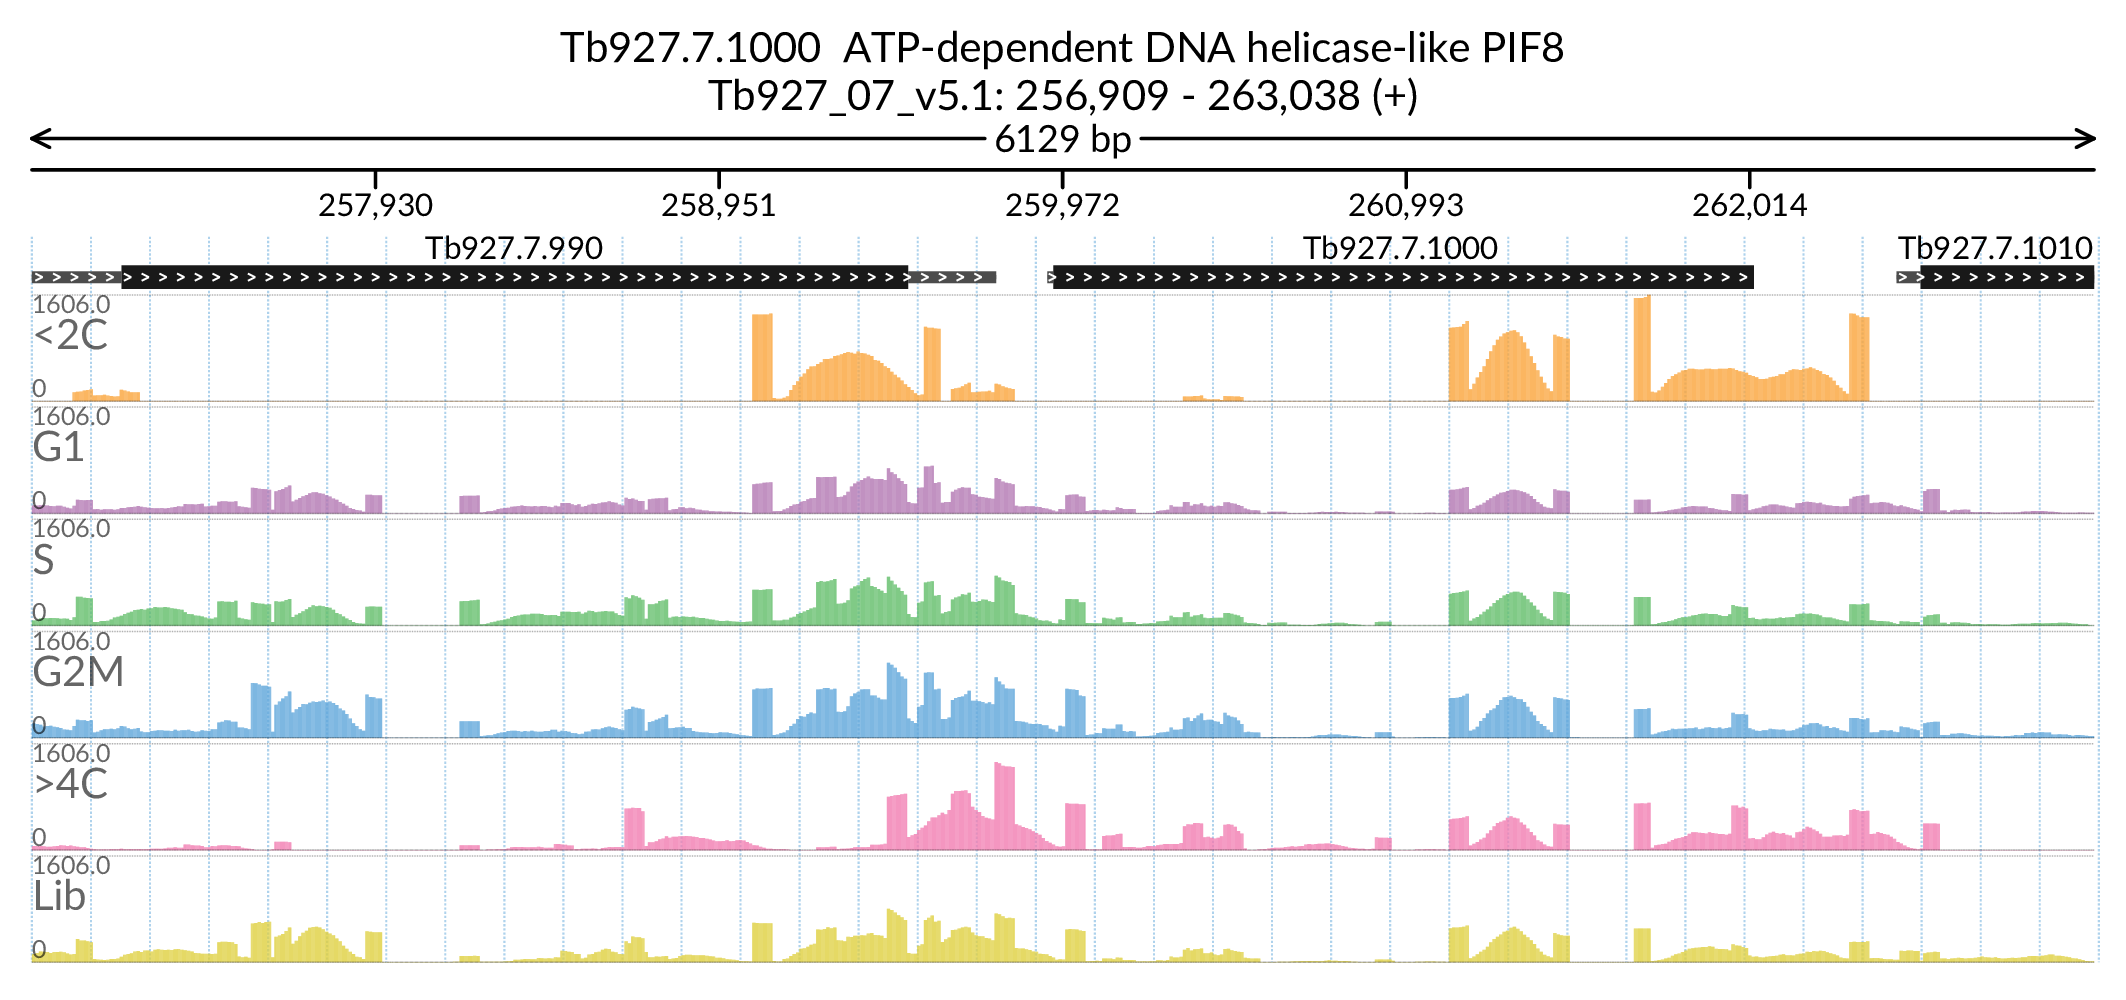 Tb927.7.1000  ATP-dependent DNA helicase-like PIF8
Tb927_07_v5.1: 256,909 - 263,038 (+)
6129 bp
257,930 258,951 259,972 260,993 262,014
Tb927.7.990 Tb927.7.1000 Tb927.7.1010
1606.0
<2C
0
1606.0
G1
0
1606.0
S
0
1606.0
G2M
0
1606.0
>4C
0
1606.0
Lib
0